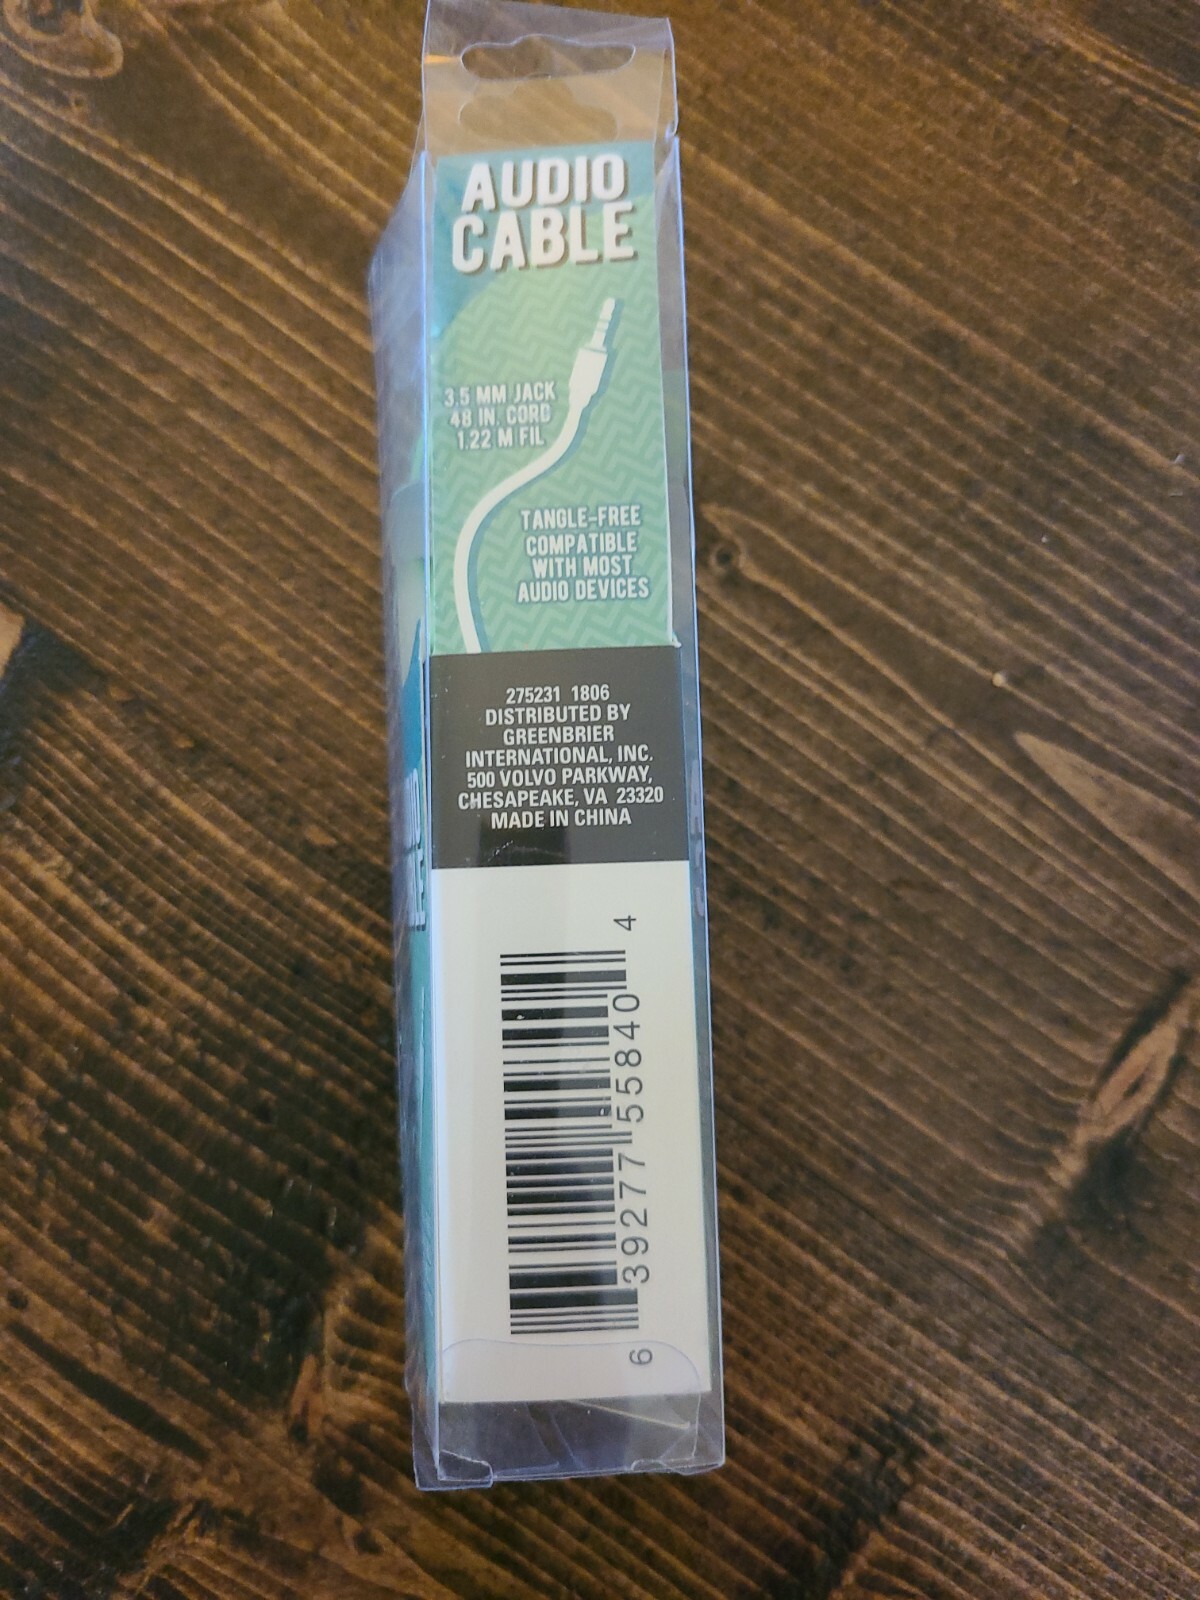 AUDIO
CABLE
3.5 MM JACK
48 IN. CORD
1.22 M FIL
TANGLE-FREE
COMPATIBLE
WITH MOST
AUDIO DEVICES
275231 1806
DISTRIBUTED BY
GREENBRIER
INTERNATIONAL, INC.
500 VOLVO PARKWAY,
CHESAPEAKE, VA 23320
MADE IN CHINA
6 39277 55840 4